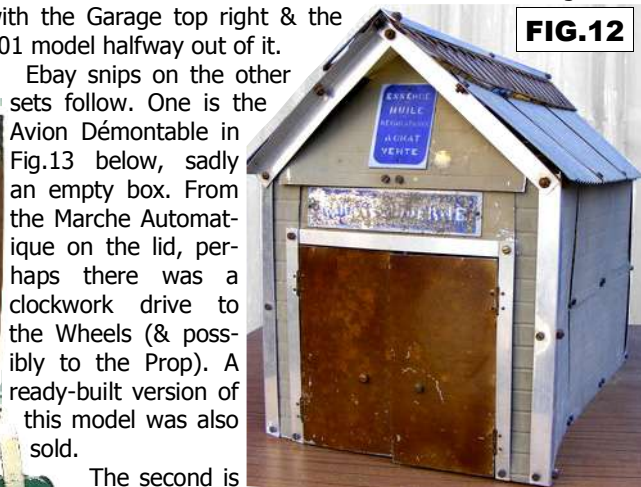 with the Garage top right & the
01 model halfway out of it.
Ebay snips on the other
sets follow. One is the
Avion Démontable in
Fig.13 below, sadly
an empty box. From
the Marche Automat-
ique on the lid, per-
haps there was a
clockwork drive to
the Wheels (& poss-
ibly to the Prop). A
ready-built version of
this model was also
sold.
The second is
FIG.12
ESSENCE
HUILE
ACHAT
VENTE